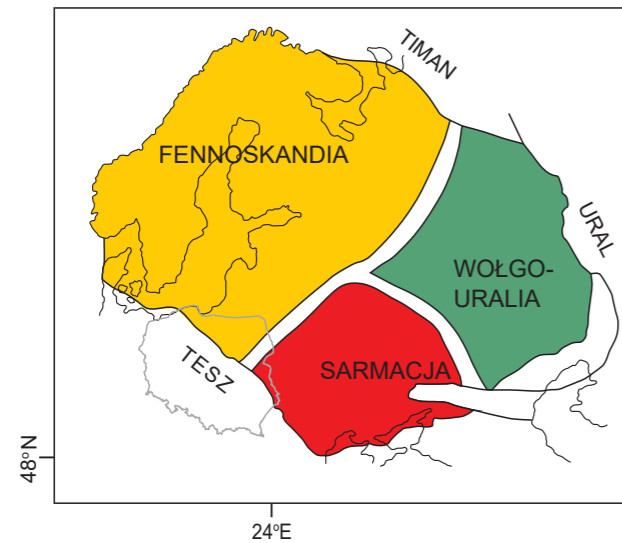 TIMAN
FENNOSKANDIA
URAL
WOŁGO-
URALIA
TESZ
SARMACJA
48°N
24°E